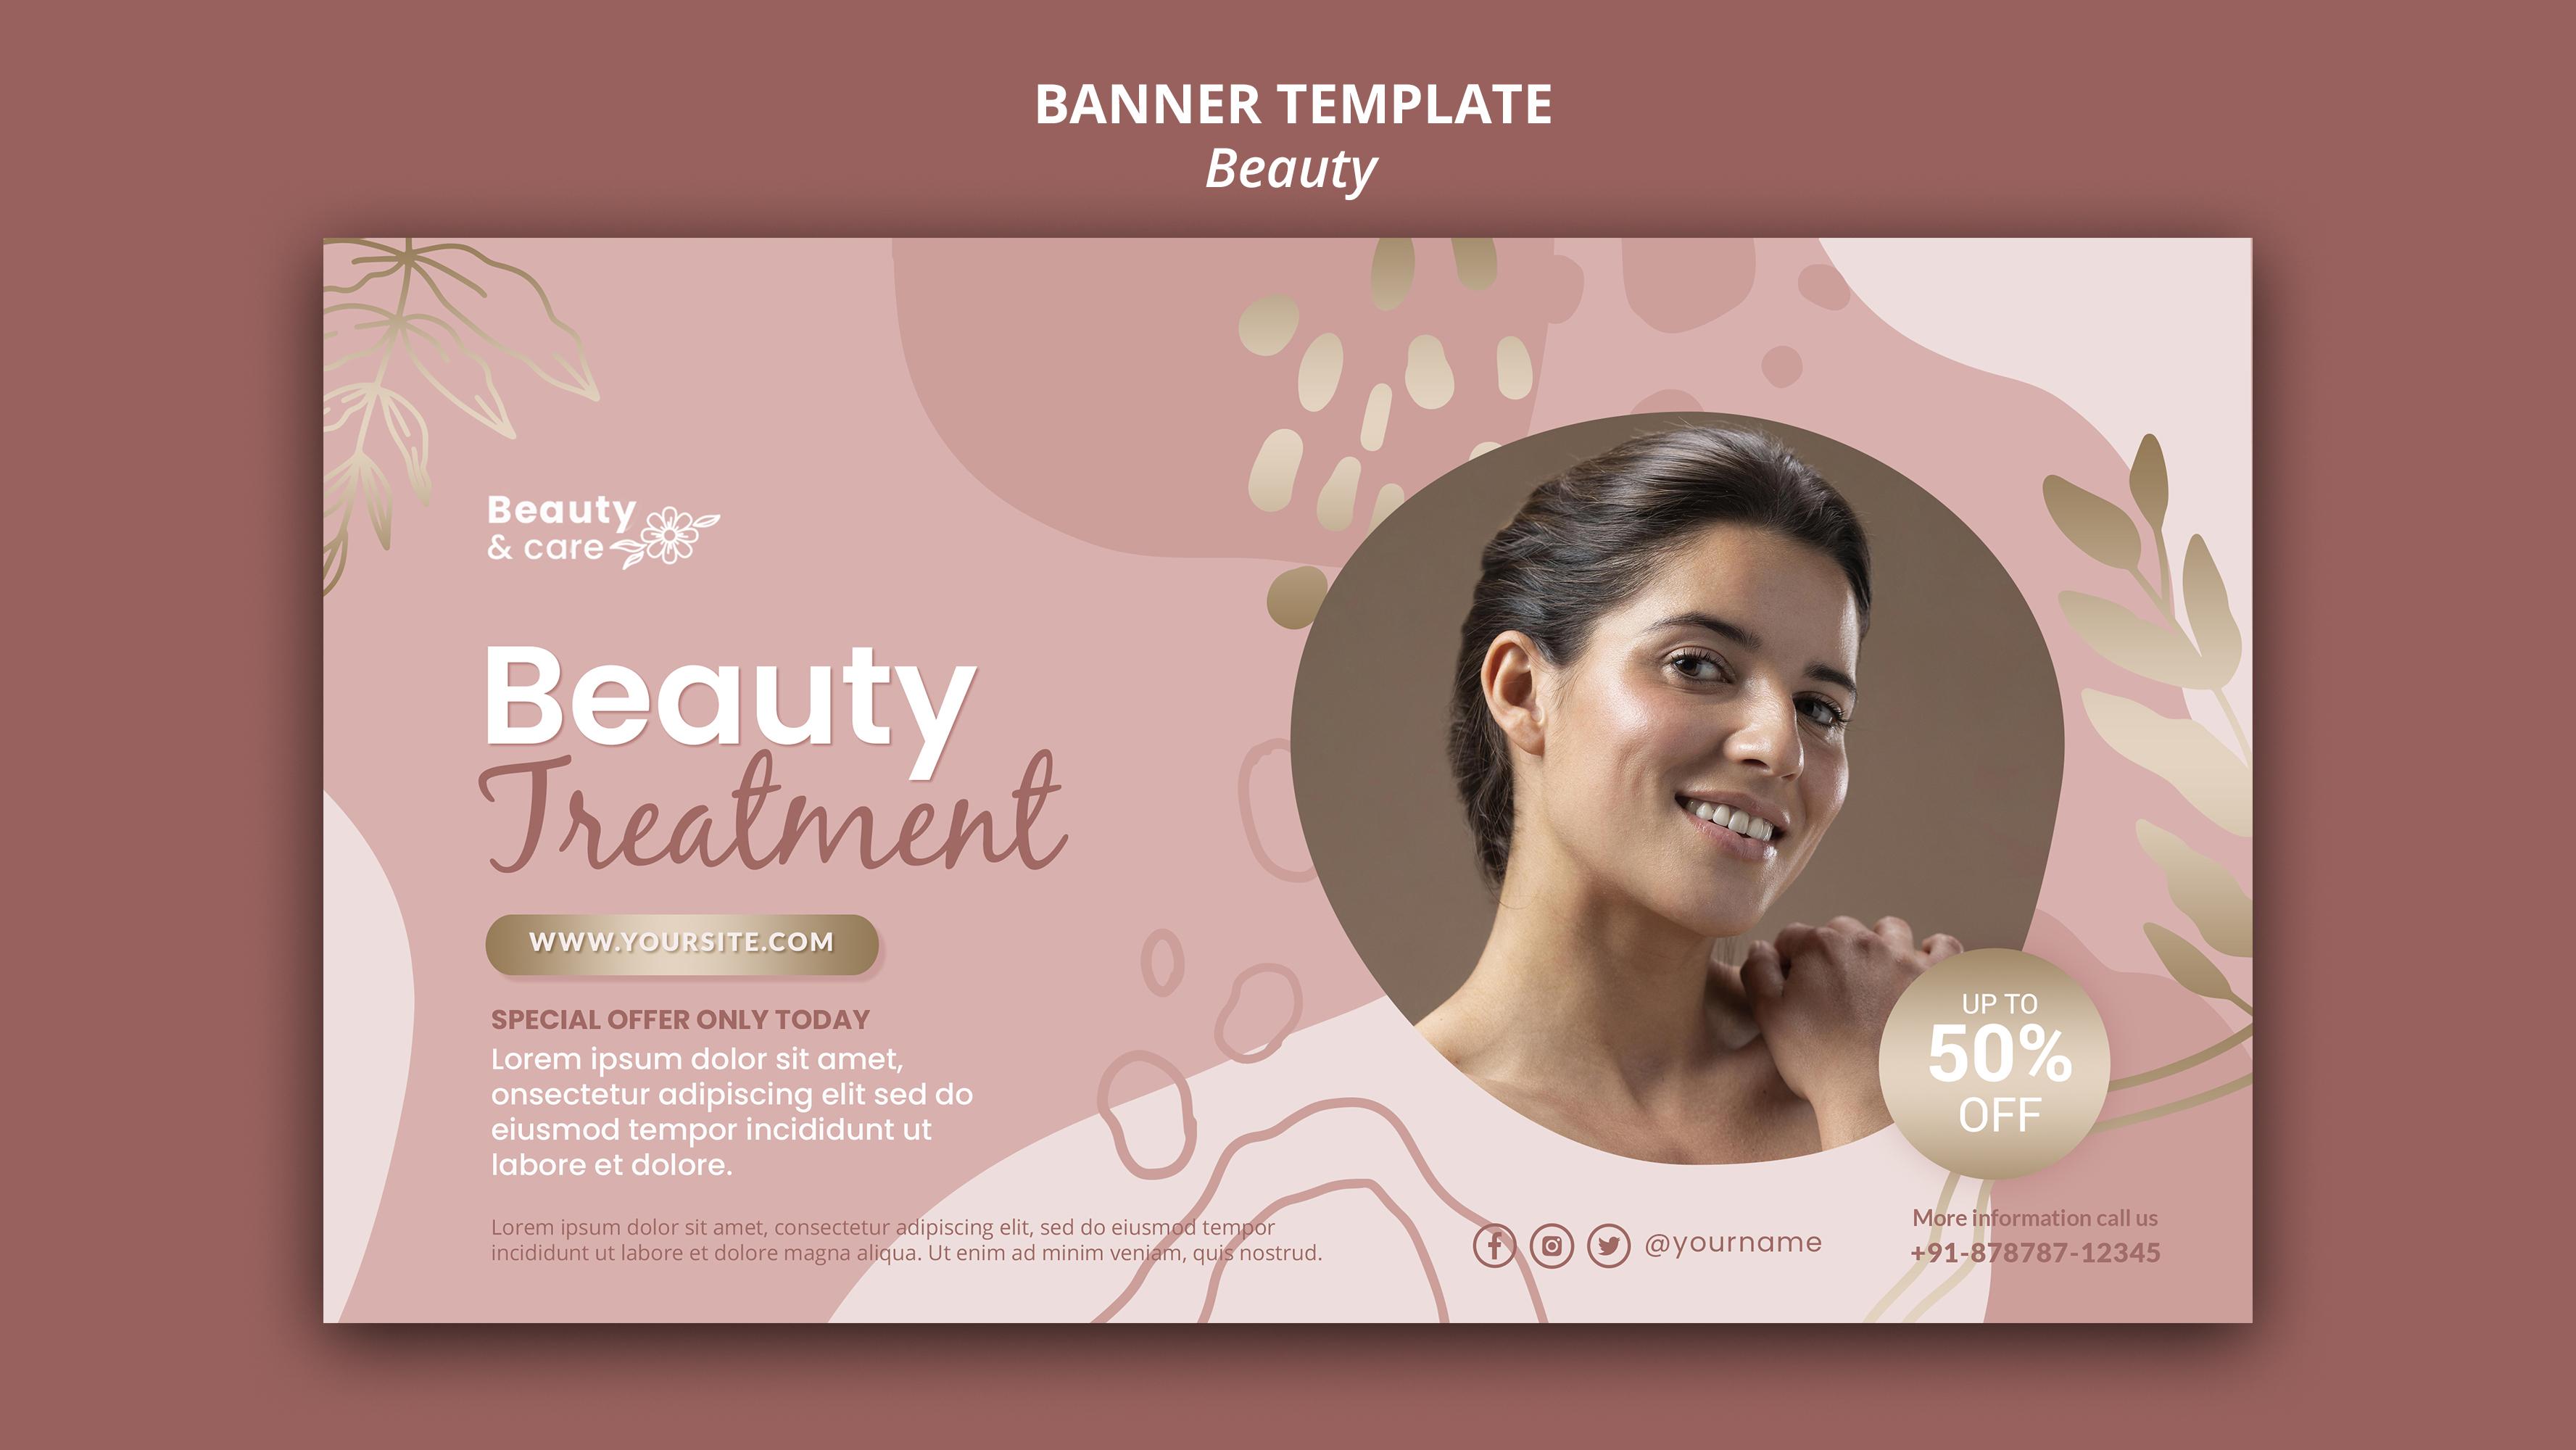 BANNER TEMPLATE
Beauty
Beauty
& care
Beauty
Treatment
WWW.YOURSITE.COM
SPECIAL OFFER ONLY TODAY
Lorem ipsum dolor sit amet,
onsectetur adipiscing elit sed do
eiusmod tempor incididunt ut
labore et dolore.
Lorem ipsum dolor sit amet, consectetur adipiscing elit, sed do eiusmod tempor
incididunt ut labore et dolore magna aliqua. Ut enim ad minim veniam, quis nostrud.
@yourname
UP TO
50%
OFF
More information call us
+91-878787-12345